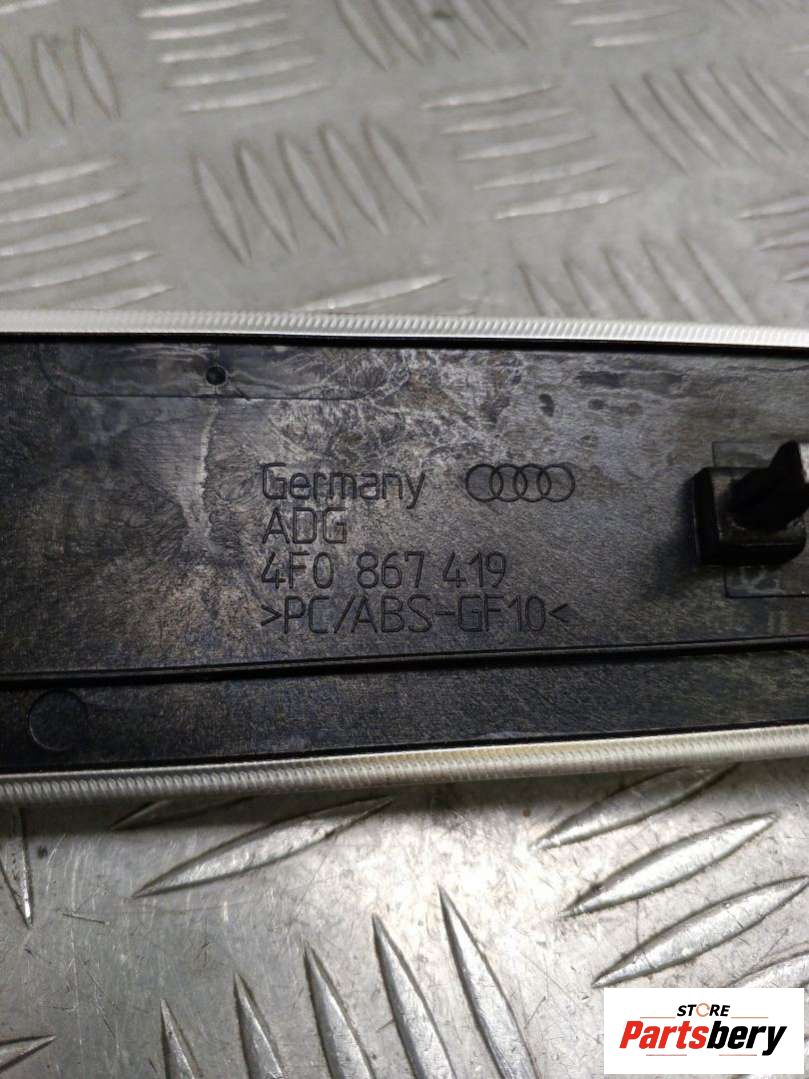 Germany
ADG
4F0 867 419
>PC/ABS-GF10<
STORE
Partsbery